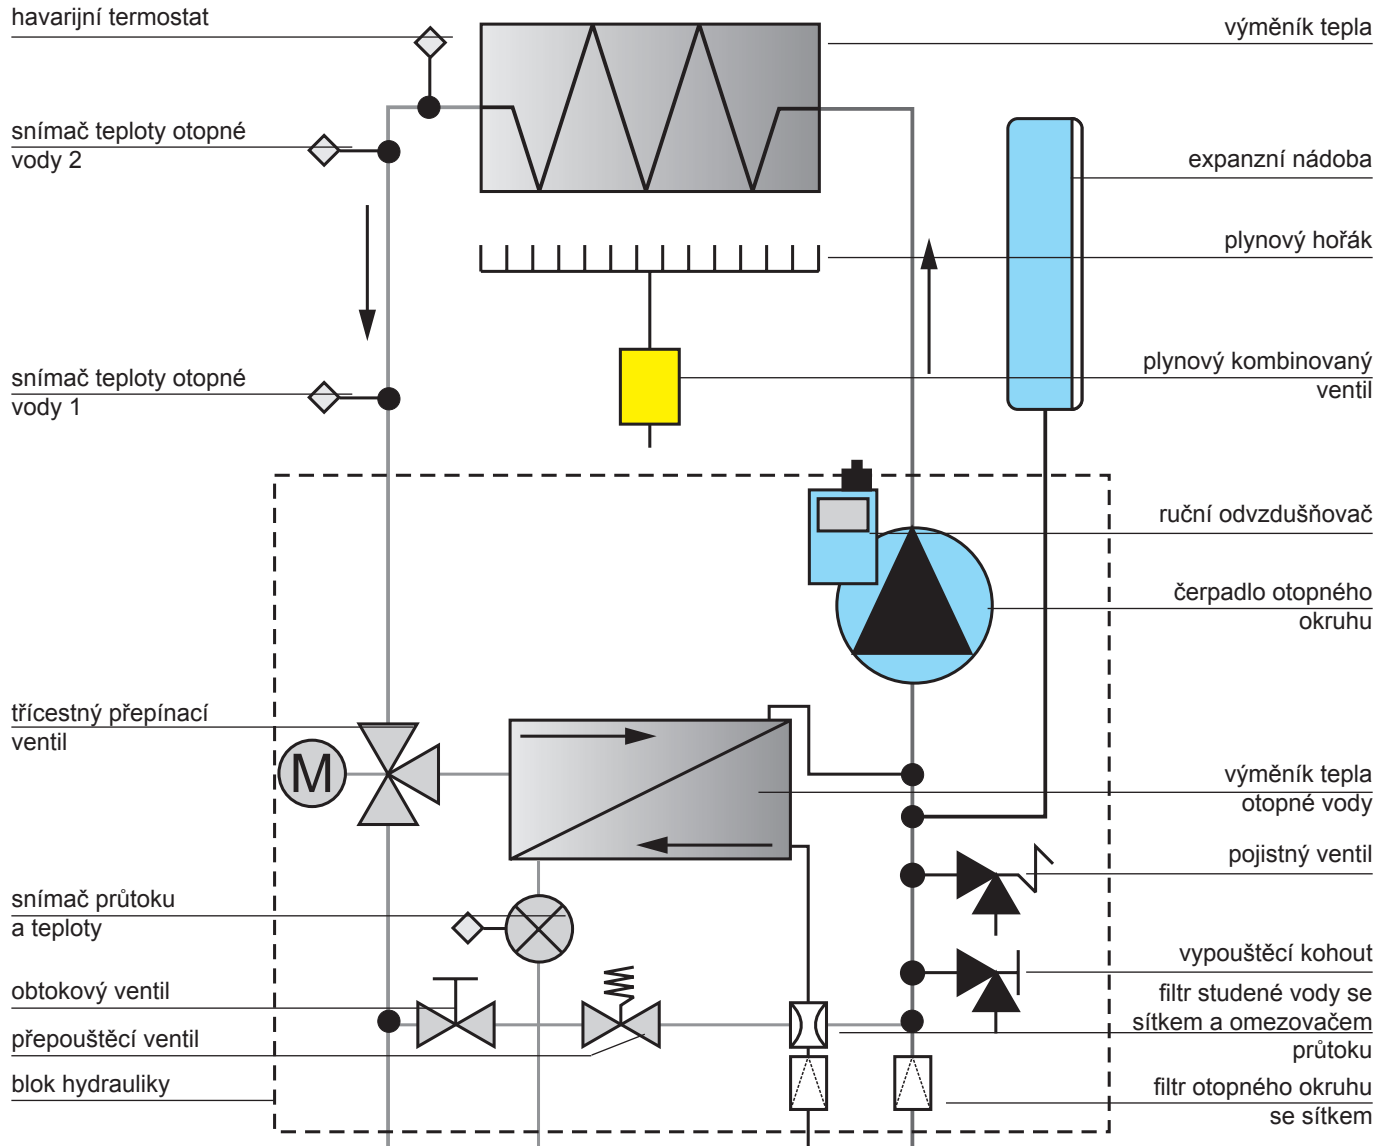 havarijní termostat
snímač teploty otopné
vody 2
snímač teploty otopné
vody 1
třícestný přepínací
ventil
M
snímač průtoku
a teploty
obtokový ventil
přepouštěcí ventil
blok hydrauliky
výměník tepla
expanzní nádoba
plynový hořák
plynový kombinovaný
ventil
ruční odvzdušňovač
čerpadlo otopného
okruhu
výměník tepla
otopné vody
pojistný ventil
vypouštěcí kohout
filtr studené vody se
sítkem a omezovačem
průtoku
filtr otopného okruhu
se sítkem